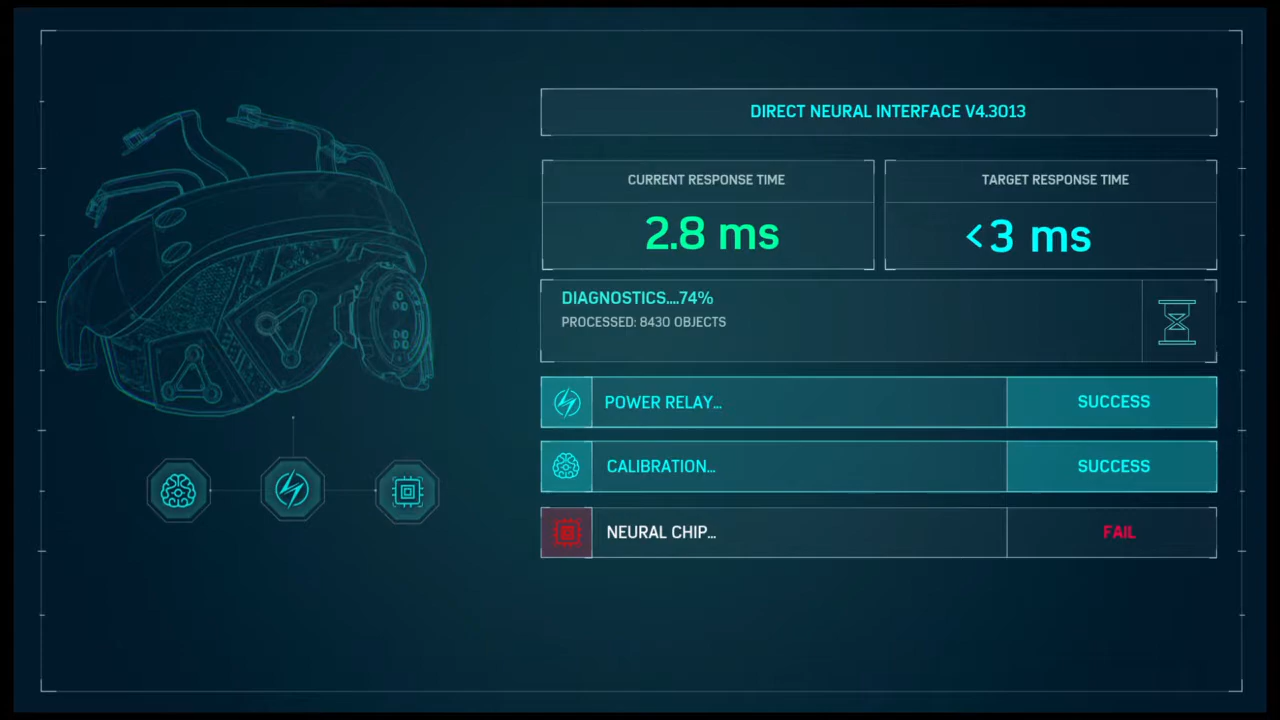 DIRECT NEURAL INTERFACE V4.3013
CURRENT RESPONSE TIME
2.8 ms
TARGET RESPONSE TIME
<3 ms
DIAGNOSTICS....74%
PROCESSED: 8430 OBJECTS
POWER RELAY...
SUCCESS
CALIBRATION...
SUCCESS
NEURAL CHIP...
FAIL